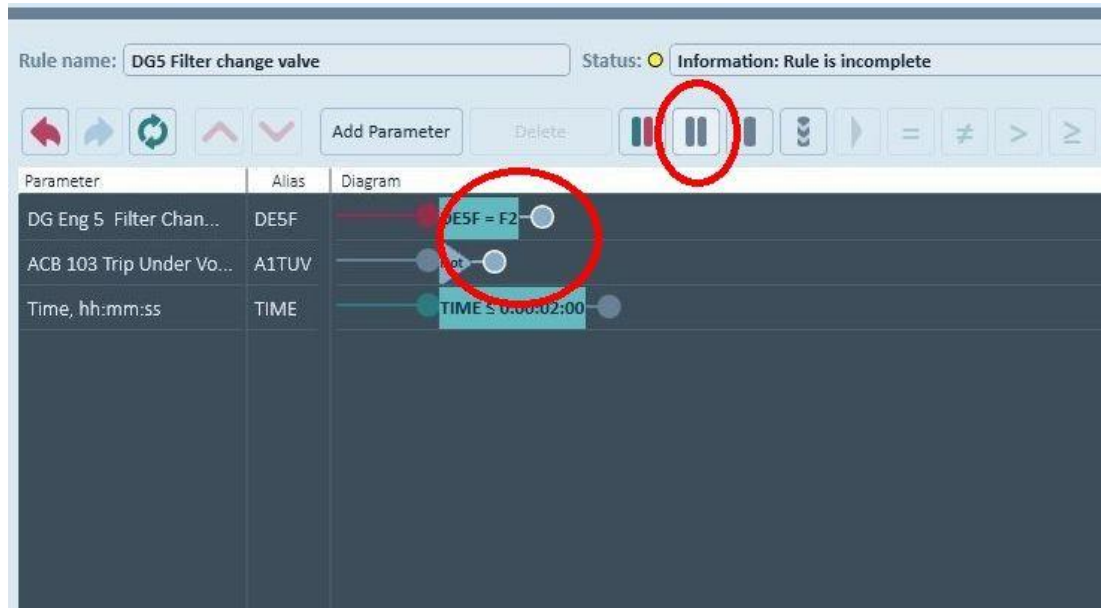 Rule name: DG5 Filter change valve Status: Information: Rule is incomplete
Add Parameter Delete = ≠ > ≥
Parameter Alias Diagram
DG Eng 5 Filter Chan... DE5F DE5F = F2
ACB 103 Trip Under Vo... A1TUV Not
Time, hh:mm:ss TIME TIME ≤ 0:00:02:00